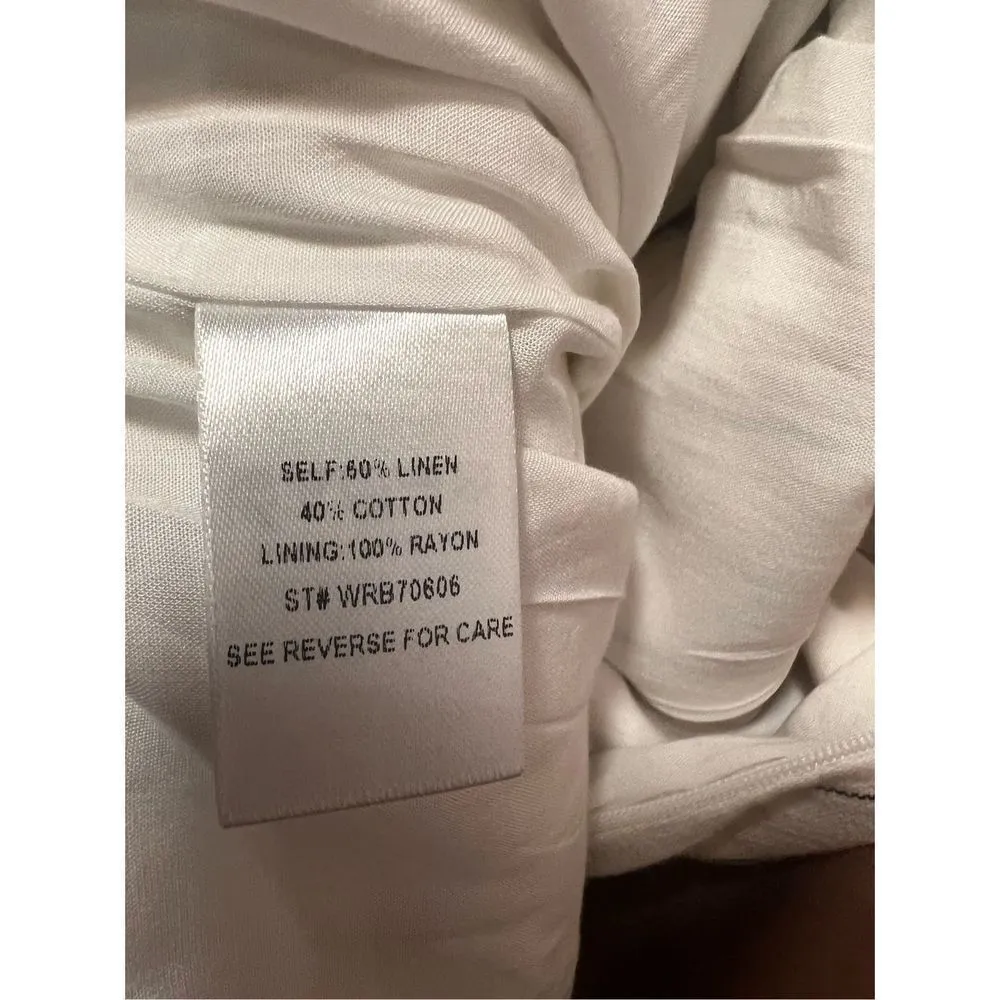 SELF:60% LINEN
40% COTTON
LINING:100% RAYON
ST# WRB70606
SEE REVERSE FOR CARE